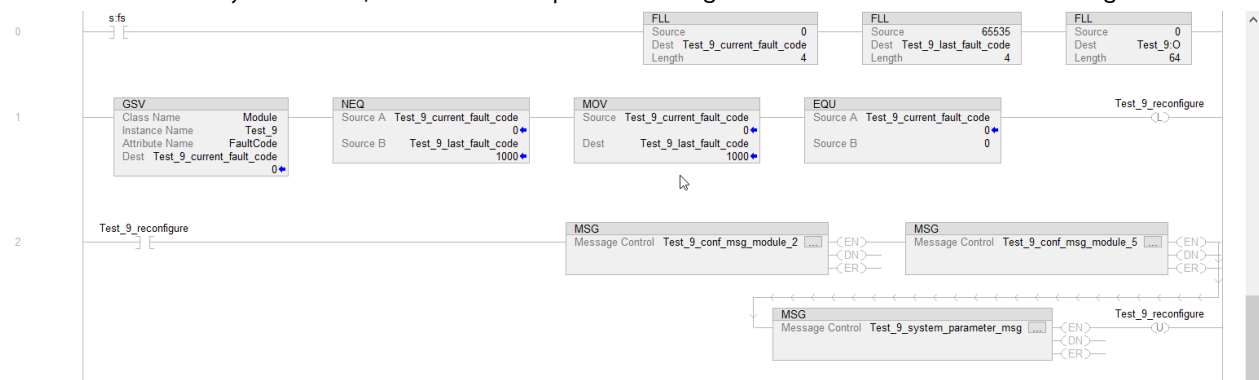 s:fs
0
FLL
Source 0
Dest Test_9_current_fault_code
Length 4
FLL
Source 65535
Dest Test_9_last_fault_code
Length 4
FLL
Source 0
Dest Test_9:O
Length 64
1
GSV
Class Name Module
Instance Name Test_9
Attribute Name FaultCode
Dest Test_9_current_fault_code
0
NEQ
Source A Test_9_current_fault_code
0
Source B Test_9_last_fault_code
1000
MOV
Source Test_9_current_fault_code
0
Dest Test_9_last_fault_code
1000
EQU
Source A Test_9_current_fault_code
0
Source B 0
Test_9_reconfigure
L
2
Test_9_reconfigure
MSG
Message Control Test_9_conf_msg_module_2 ...
EN
DN
ER
MSG
Message Control Test_9_conf_msg_module_5 ...
EN
DN
ER
MSG
Message Control Test_9_system_parameter_msg ...
EN
DN
ER
Test_9_reconfigure
U